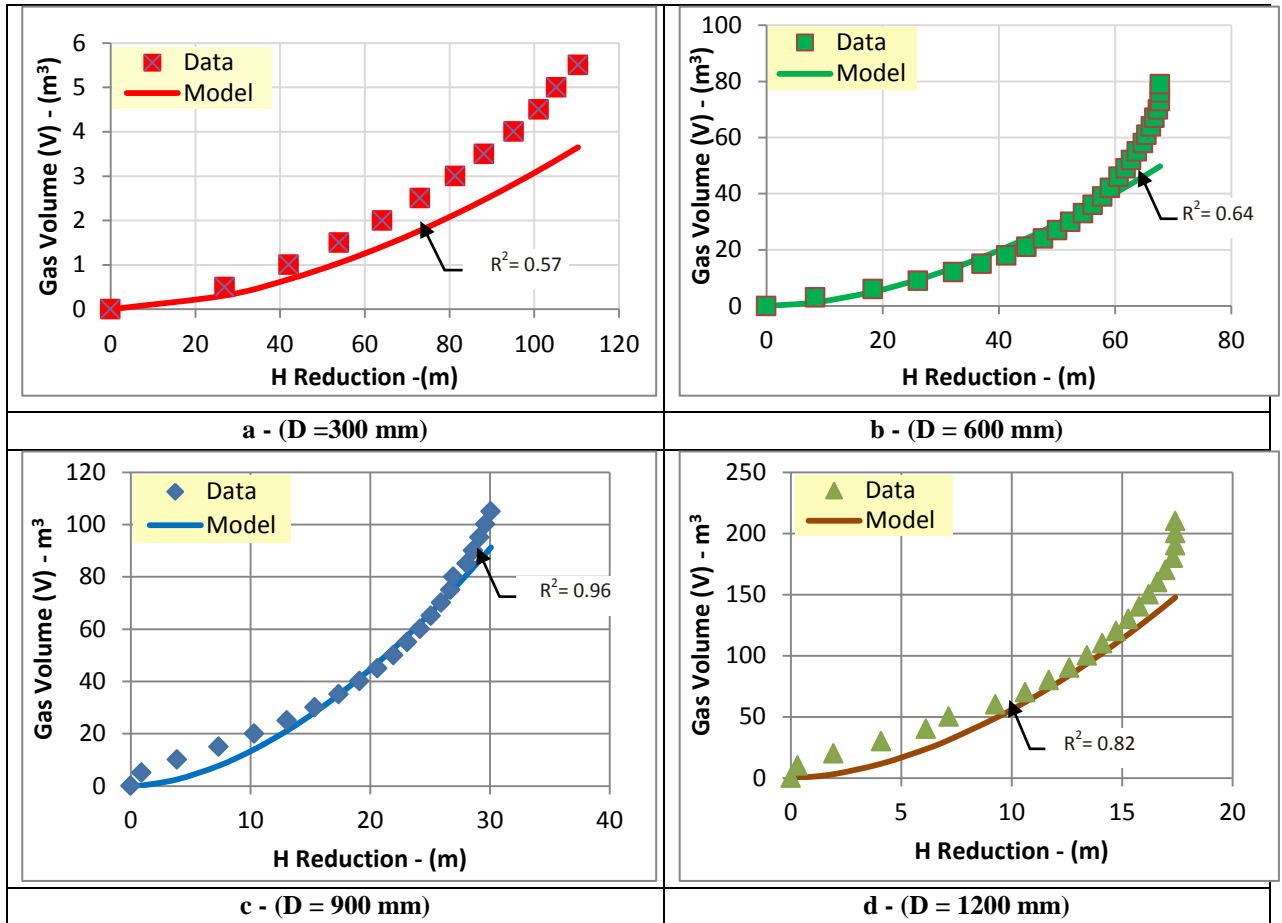 Gas Volume (V) - (m³)
6
5
4
3
2
1
0
Data
Model
R²= 0.57
0 20 40 60 80 100 120
H Reduction -(m)
a - (D =300 mm)
Gas Volume (V) - (m³)
100
80
60
40
20
0
Data
Model
R²= 0.64
0 20 40 60 80
H Reduction - (m)
b - (D = 600 mm)
Gas Volume (V) - m³
120
100
80
60
40
20
0
Data
Model
R²= 0.96
0 10 20 30 40
H Reduction - (m)
c - (D = 900 mm)
Gas Volume (V) - m³
250
200
150
100
50
0
Data
Model
R²= 0.82
0 5 10 15 20
H Reduction - (m)
d - (D = 1200 mm)